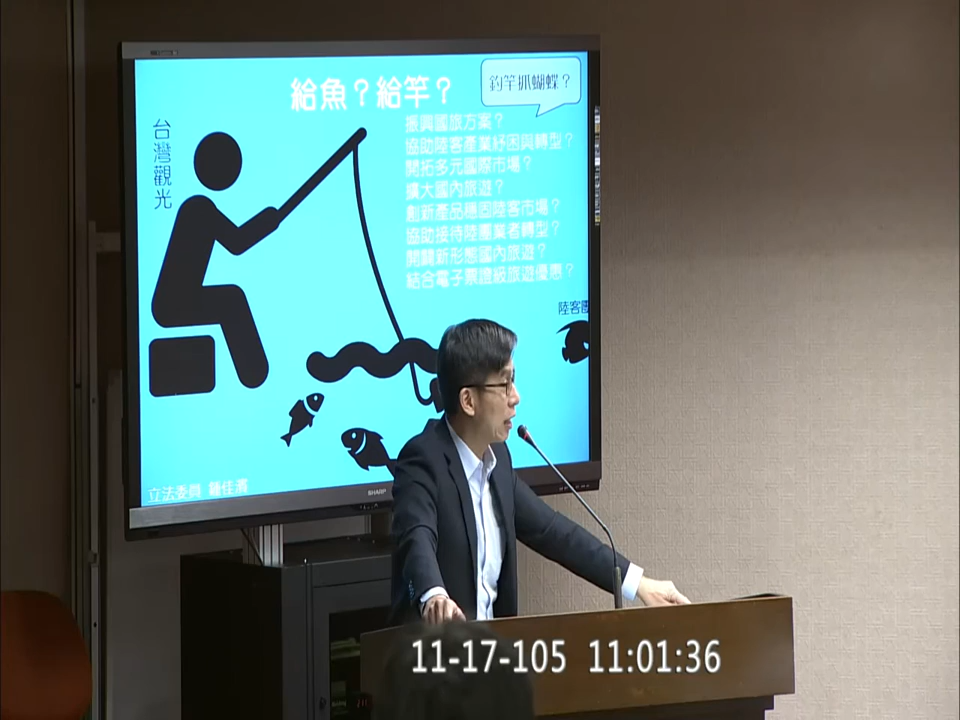 給魚？給竿？
釣竿抓蝴蝶？
台灣觀光
振興國旅方案？
協助陸客產業紓困與轉型？
開拓多元國際市場？
擴大國內旅遊？
創新產品穩固陸客市場？
協助接待陸團業者轉型？
開闢新形態國內旅遊？
結合電子票證級旅遊優惠？
陸客團
立法委員 鍾佳濱
SHARP
11-17-105 11:01:36